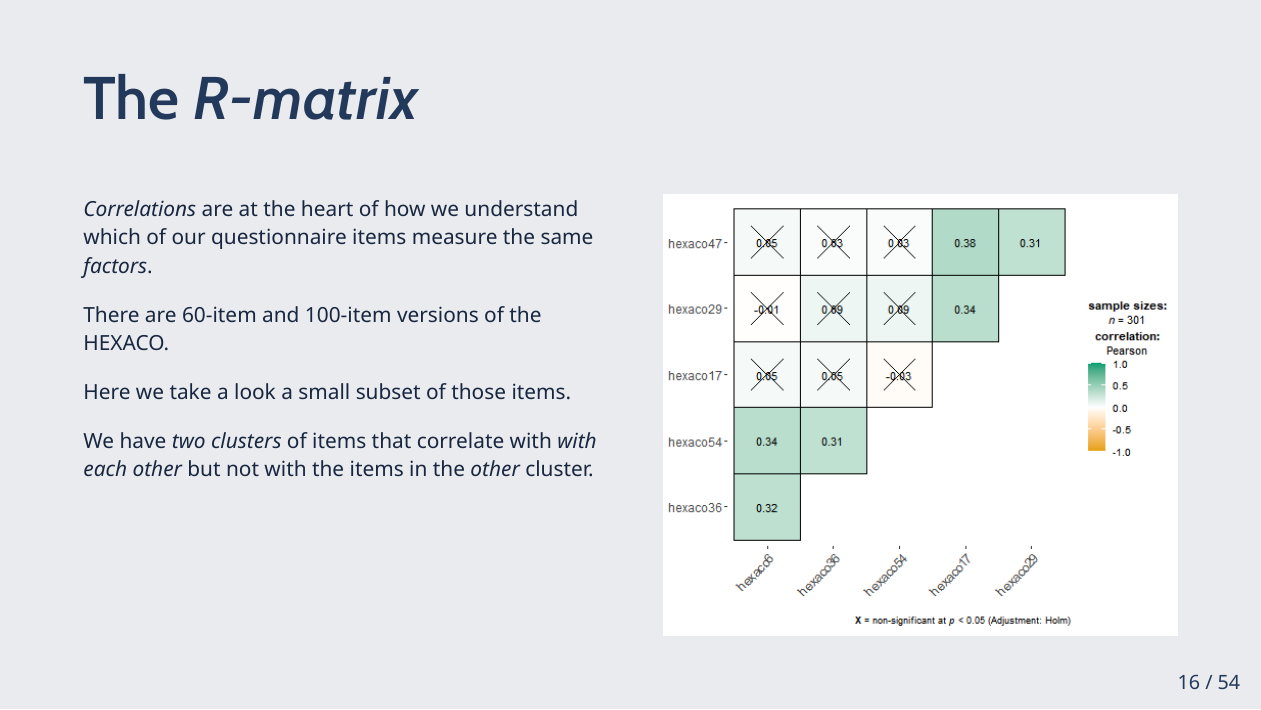 The R-matrix
Correlations are at the heart of how we understand
which of our questionnaire items measure the same
factors.
There are 60-item and 100-item versions of the
HEXACO.
Here we take a look a small subset of those items.
We have two clusters of items that correlate with with
each other but not with the items in the other cluster.
hexaco47 0.05 0.03 0.03 0.38 0.31
hexaco29 -0.01 0.09 0.09 0.34
hexaco17 0.05 0.05 -0.03
hexaco54 0.34 0.31
hexaco36 0.32
hexaco6 hexaco36 hexaco54 hexaco17 hexaco29
sample sizes:
n = 301
correlation:
Pearson
1.0
0.5
0.0
-0.5
-1.0
X = non-significant at p < 0.05 (Adjustment: Holm)
16 / 54